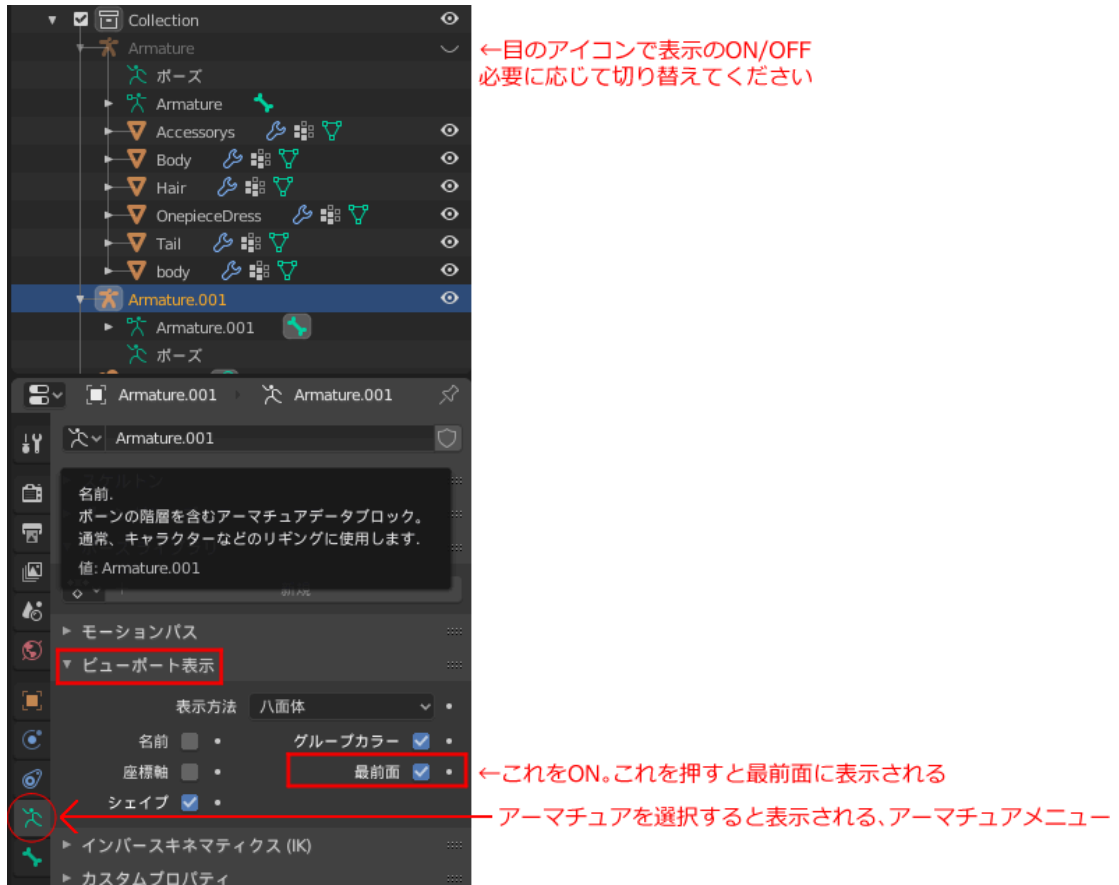 Collection
Armature
←目のアイコンで表示のON/OFF
必要に応じて切り替えてください
ポーズ
Armature
Accessorys
Body
Hair
OnepieceDress
Tail
body
Armature.001
Armature.001
ポーズ
Armature.001 › Armature.001
Armature.001
スケルトン
名前.
ボーンの階層を含むアーマチュアデータブロック。
通常、キャラクターなどのリギングに使用します.
値: Armature.001
新規
モーションパス
ビューポート表示
表示方法 八面体
名前 グループカラー
座標軸 最前面 ←これをON。これを押すと最前面に表示される
シェイプ
アーマチュアを選択すると表示される、アーマチュアメニュー
インバースキネマティクス (IK)
カスタムプロパティ